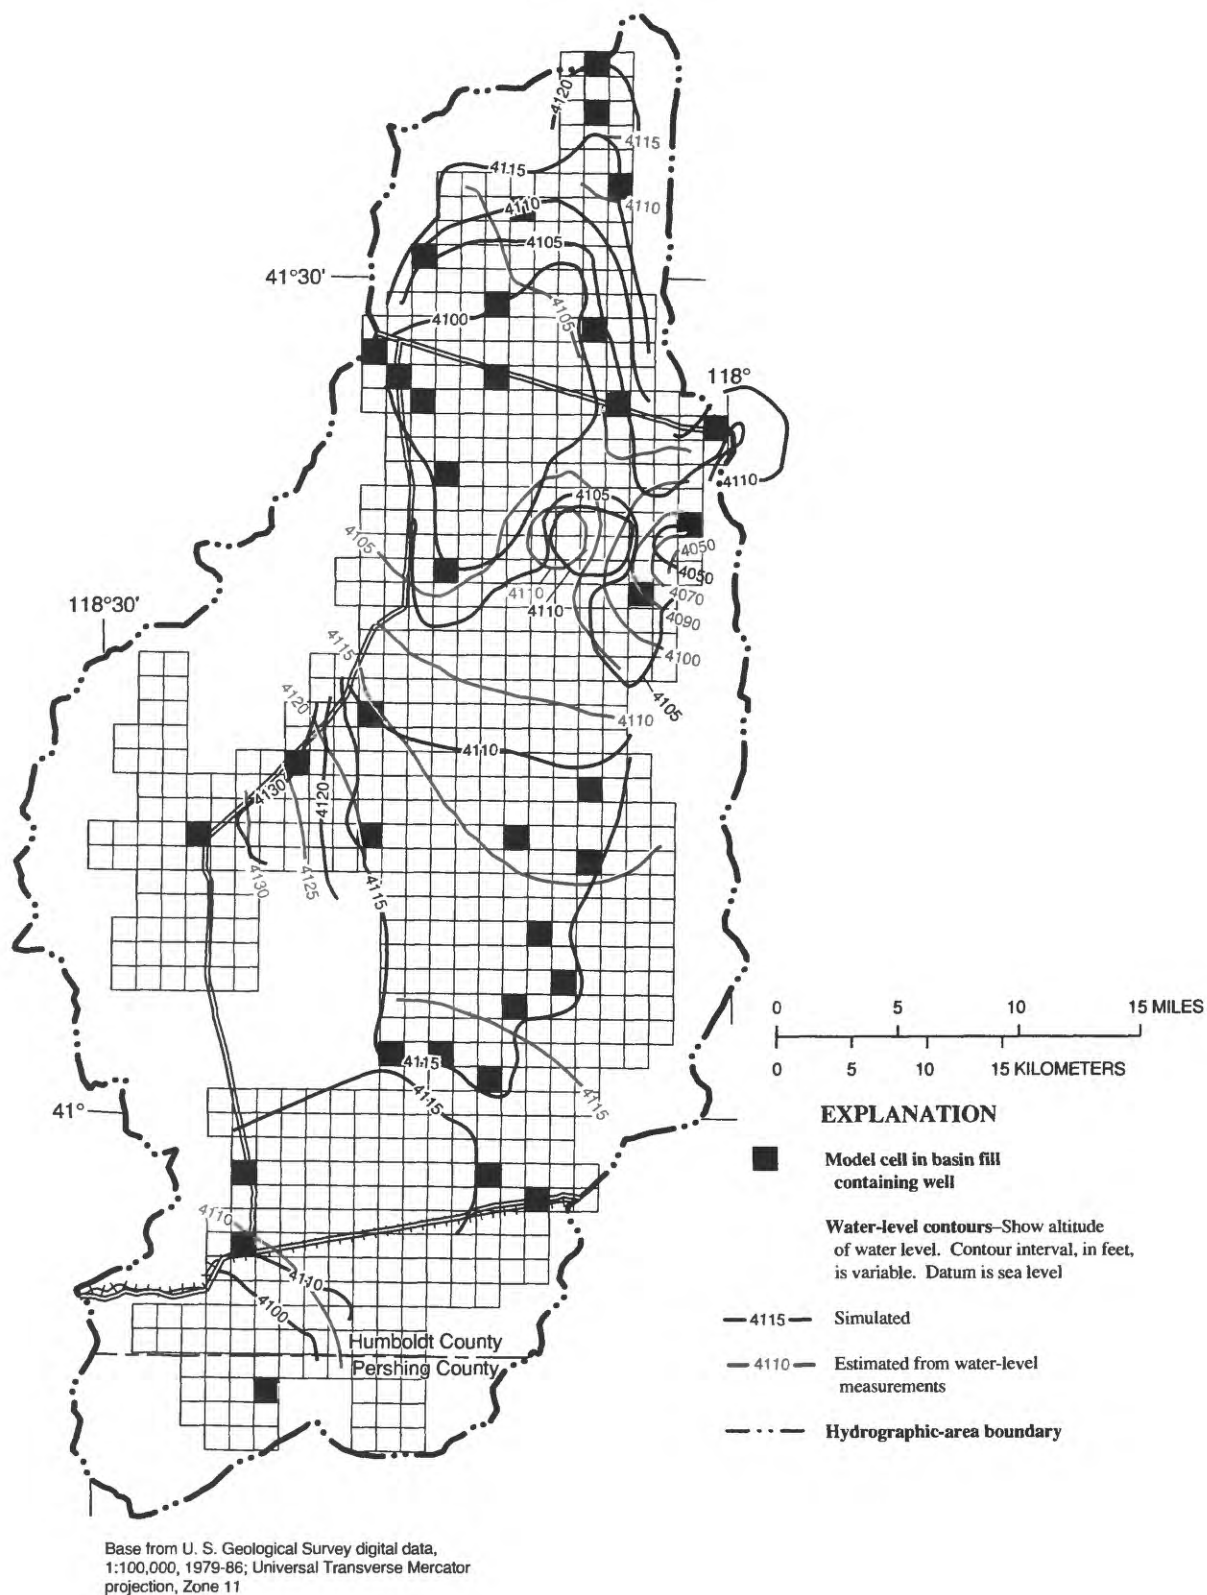 4120
4115
4115
4110
4110
4105
41°30'
4105
4100
118°
4110
4105
4105
4050
4050
4110
4070
4110
4090
118°30'
4100
4115
4105
4120
4110
4110
4130
4120
4130
4125
4115
0 5 10 15 MILES
0 5 10 15 KILOMETERS
4115
4115
4115
41°
EXPLANATION
Model cell in basin fill
containing well
Water-level contours–Show altitude
of water level. Contour interval, in feet,
is variable. Datum is sea level
4110
4110
4100
4115 Simulated
Humboldt County
Pershing County
4110 Estimated from water-level
measurements
Hydrographic-area boundary
Base from U. S. Geological Survey digital data,
1:100,000, 1979-86; Universal Transverse Mercator
projection, Zone 11